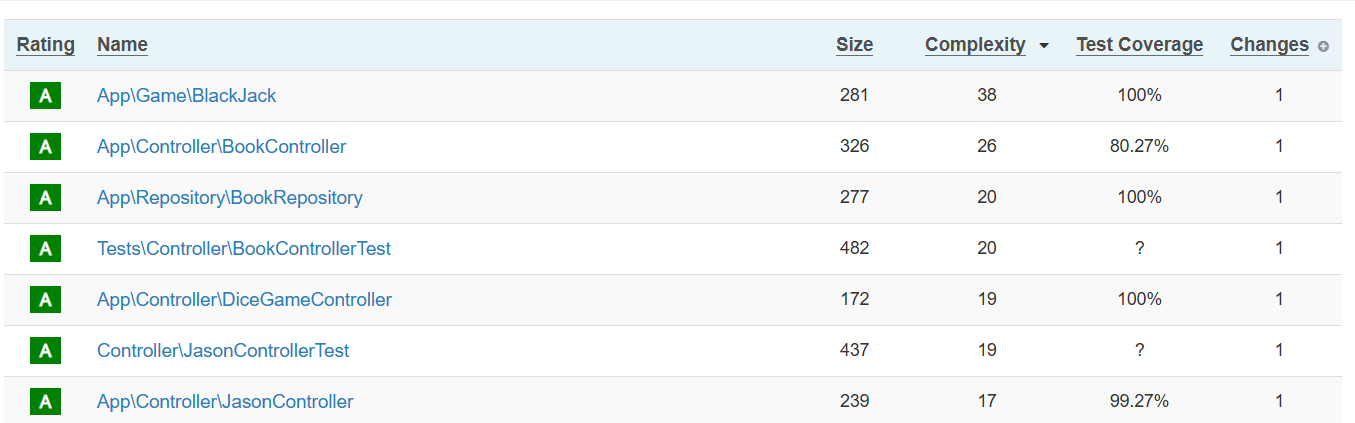 Rating Name Size Complexity Test Coverage Changes
A App\Game\BlackJack 281 38 100% 1
A App\Controller\BookController 326 26 80.27% 1
A App\Repository\BookRepository 277 20 100% 1
A Tests\Controller\BookControllerTest 482 20 ? 1
A App\Controller\DiceGameController 172 19 100% 1
A Controller\JasonControllerTest 437 19 ? 1
A App\Controller\JasonController 239 17 99.27% 1